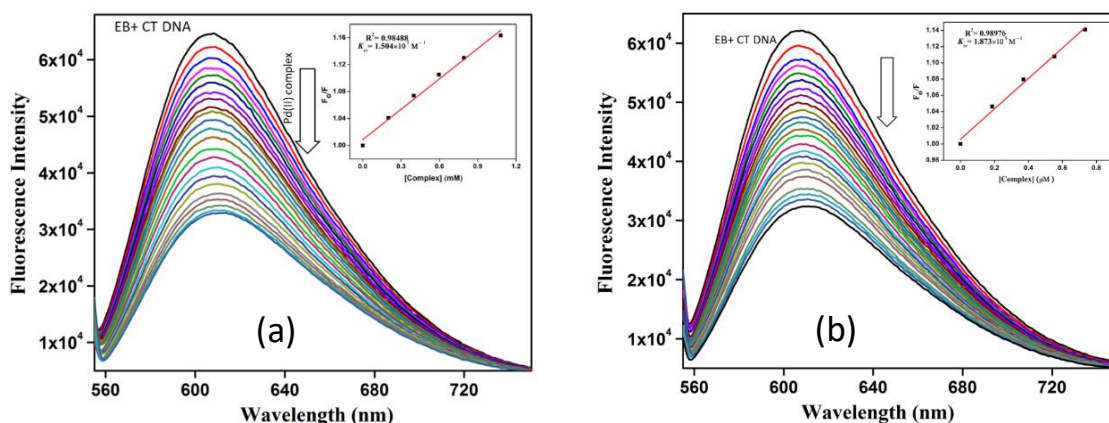 EB+ CT DNA
Pd(II) complex
R²= 0.98488
Ksv= 1.504×10⁵ M⁻¹
F₀/F
1.16
1.12
1.08
1.04
1.00
0.0 0.3 0.6 0.9 1.2
[Complex] (mM)
Fluorescence Intensity
6x10⁴
5x10⁴
4x10⁴
3x10⁴
2x10⁴
1x10⁴
(a)
560 600 640 680 720
Wavelength (nm)
EB+ CT DNA
R²= 0.98976
Ksv= 1.873×10⁵ M⁻¹
F₀/F
1.14
1.12
1.10
1.08
1.06
1.04
1.02
1.00
0.98
0.0 0.2 0.4 0.6 0.8
[Complex] (µM )
Fluorescence Intensity
6x10⁴
5x10⁴
4x10⁴
3x10⁴
2x10⁴
1x10⁴
(b)
560 600 640 680 720
Wavelength (nm)